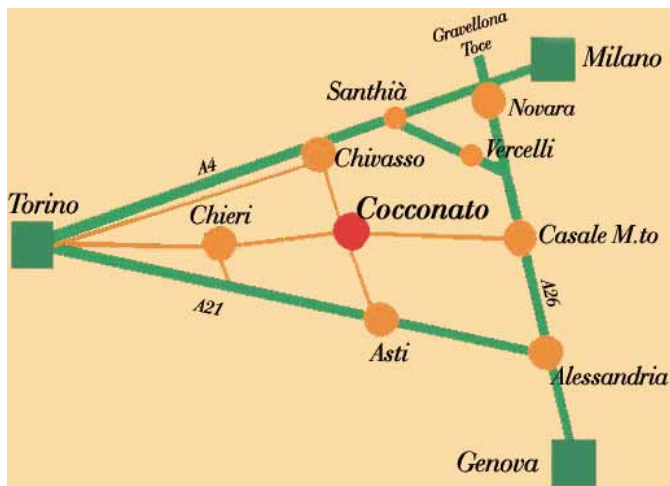 Gravellona
Toce
Milano
Santhià
Novara
Vercelli
A4
Chivasso
Torino
Chieri
Cocconato
Casale M.to
A21
A26
Asti
Alessandria
Genova